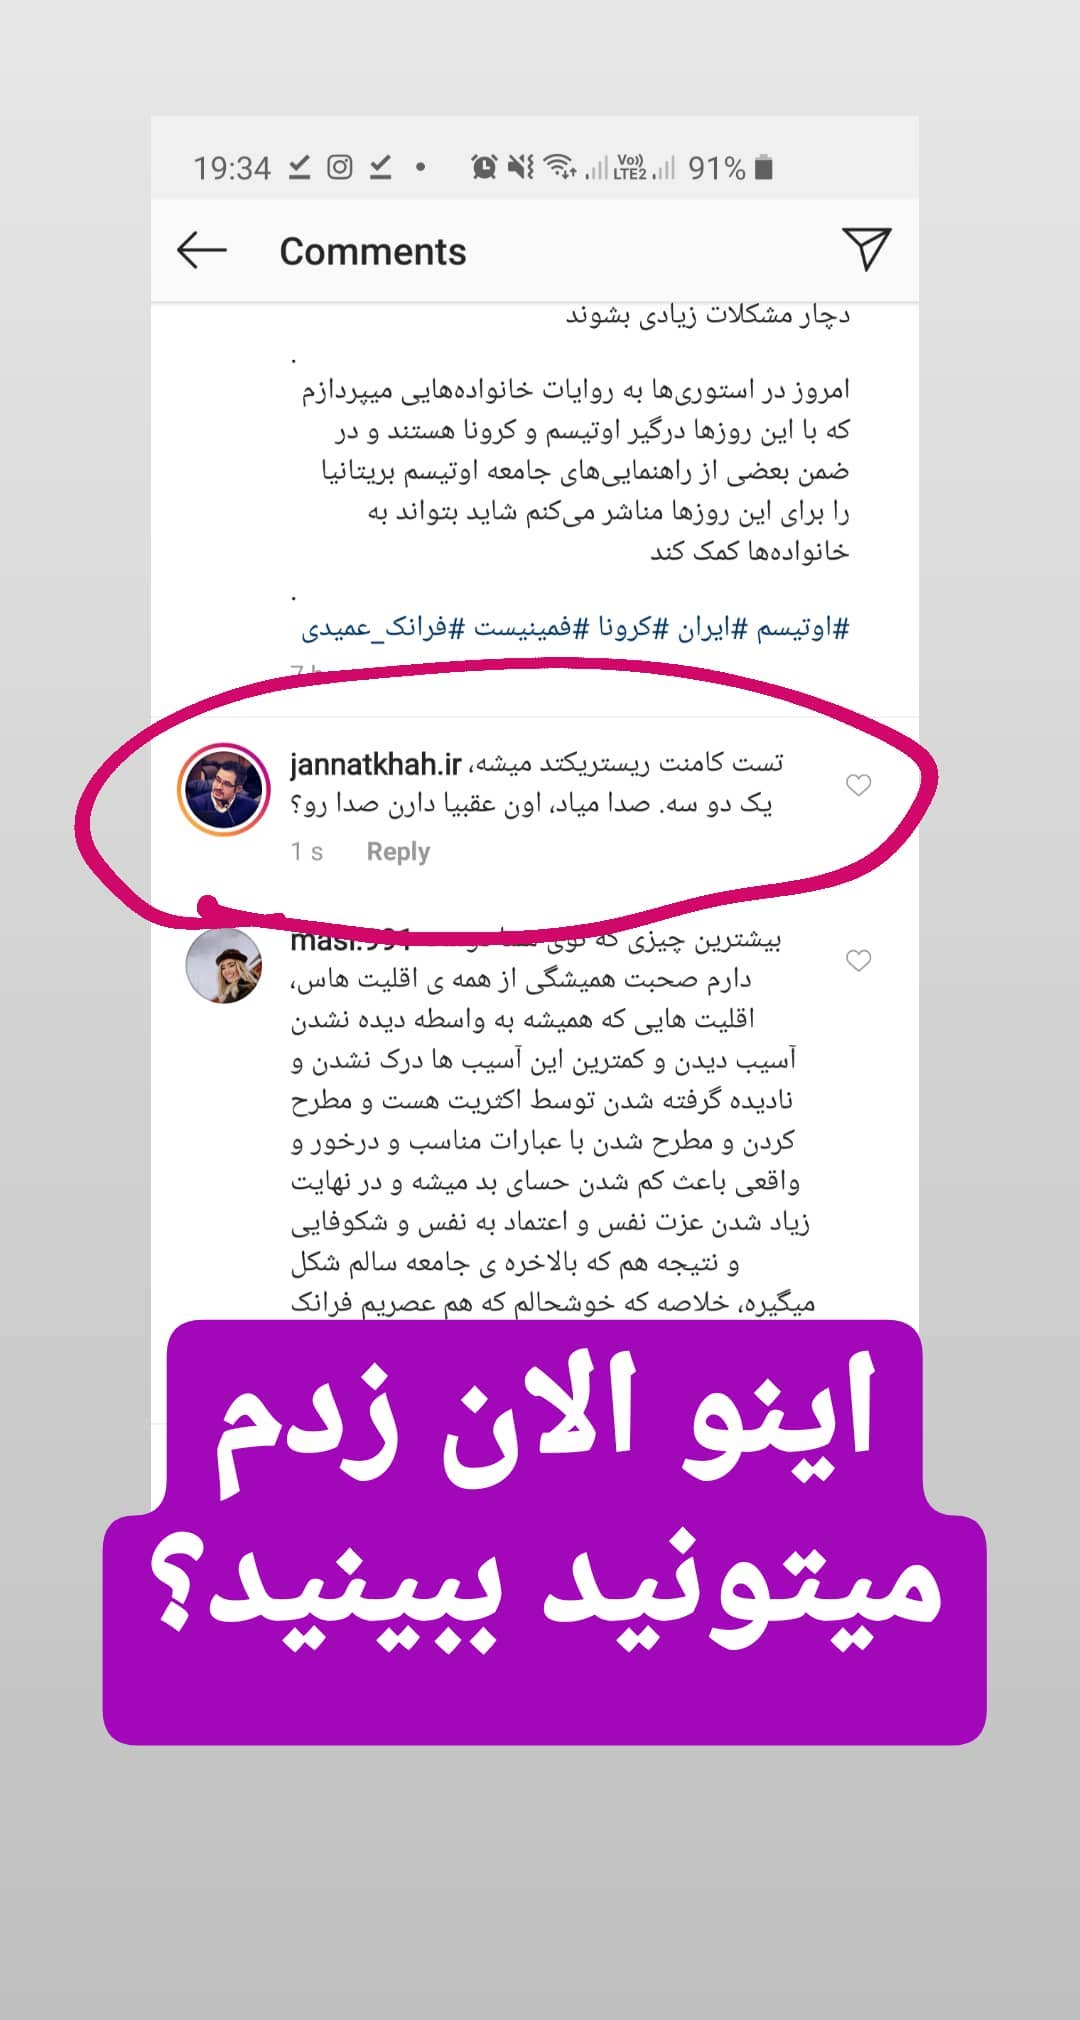 19:34
Vo)) LTE2 91%
Comments
دچار مشکلات زیادی بشوند
.
امروز در استوری‌ها به روایات خانواده‌هایی میپردازم
که با این روزها درگیر اوتیسم و کرونا هستند و در
ضمن بعضی از راهنمایی‌های جامعه اوتیسم بریتانیا
را برای این روزها مناشر می‌کنم شاید بتواند به
خانواده‌ها کمک کند
.
#اوتیسم #ایران #کرونا #فمینیست #فرانک_عمیدی
jannatkhah.ir تست کامنت ریستریکتد میشه،
یک دو سه. صدا میاد، اون عقبیا دارن صدا رو؟
1 s Reply
بیشترین چیزی که
دارم صحبت همیشگی از همه ی اقلیت هاس،
اقلیت هایی که همیشه به واسطه دیده نشدن
آسیب دیدن و کمترین این آسیب ها درک نشدن و
نادیده گرفته شدن توسط اکثریت هست و مطرح
کردن و مطرح شدن با عبارات مناسب و درخور و
واقعی باعث کم شدن حسای بد میشه و در نهایت
زیاد شدن عزت نفس و اعتماد به نفس و شکوفایی
و نتیجه هم که بالاخره ی جامعه سالم شکل
میگیره، خلاصه که خوشحالم که هم عصریم فرانک
اینو الان زدم
میتونید ببینید؟